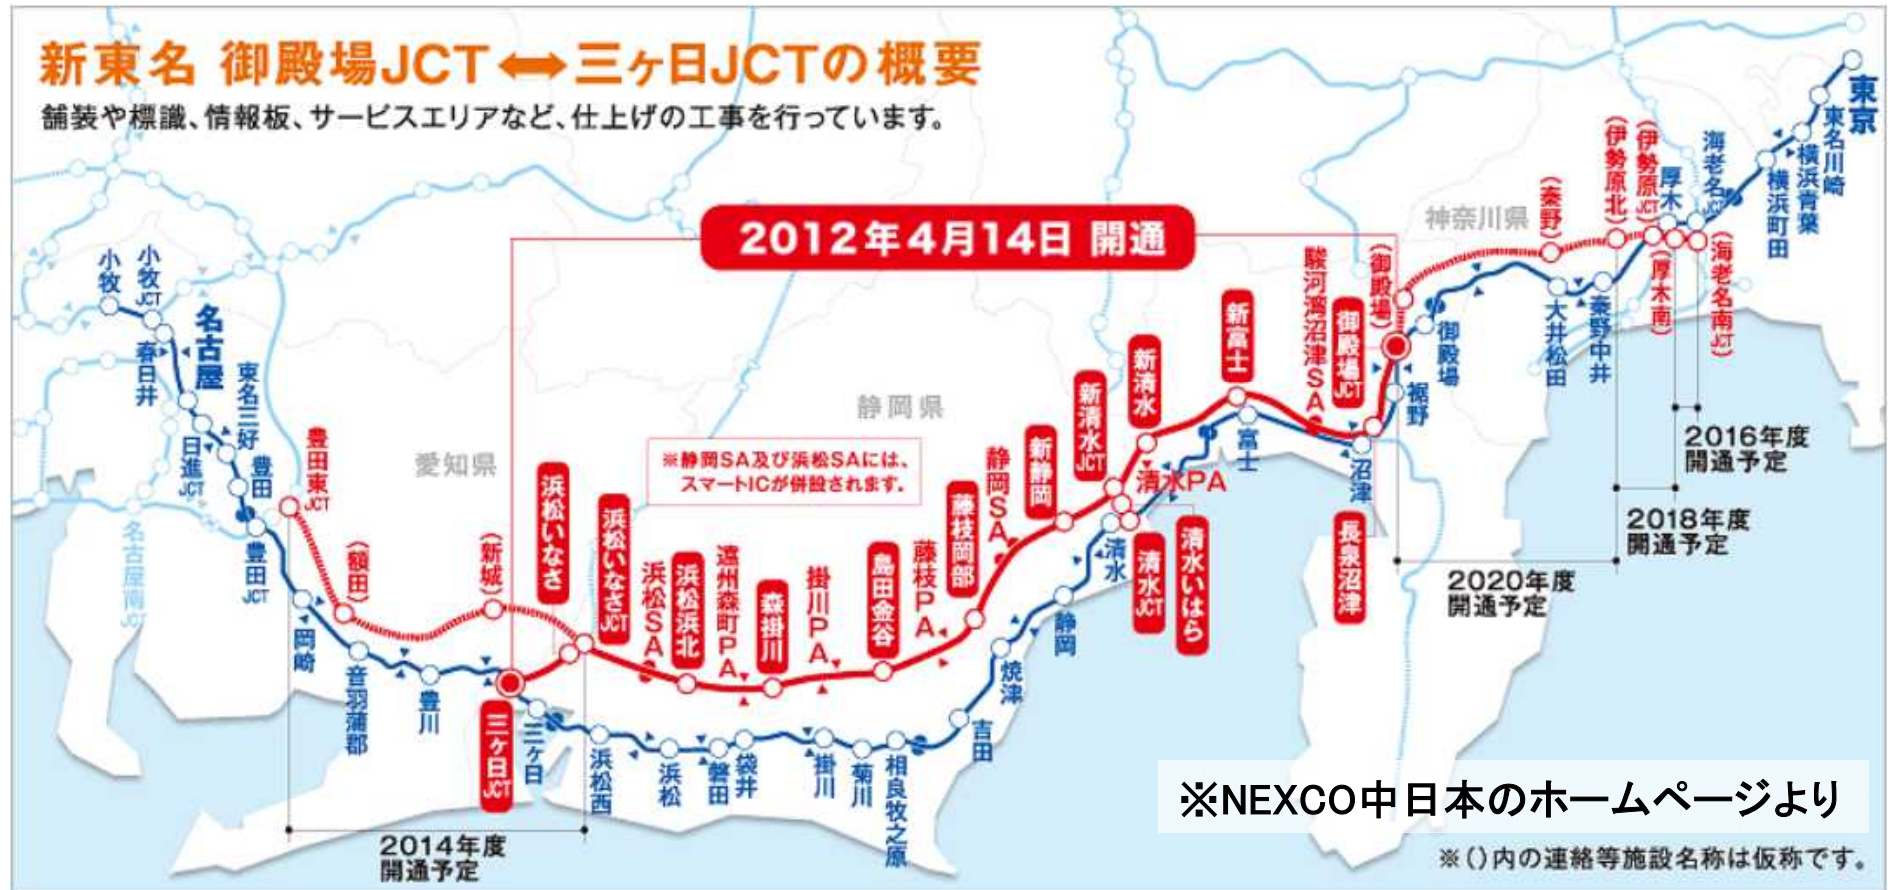 新東名 御殿場JCT⇔三ヶ日JCTの概要
舗装や標識、情報板、サービスエリアなど、仕上げの工事を行っています。
2012年4月14日 開通
東京
東名川崎
横浜青葉
横浜町田
海老名JCT
厚木
(伊勢原JCT)
(伊勢原北)
(秦野)
神奈川県
(海老名南JCT)
(厚木南)
秦野中井
大井松田
御殿場
(御殿場)
御殿場JCT
駿河湾沼津SA
裾野
新富士
富士
沼津
長泉沼津
新清水
新清水JCT
清水PA
清水いはら
清水JCT
清水
新静岡
静岡SA
静岡県
静岡
藤枝岡部
藤枝PA
焼津
島田金谷
吉田
掛川PA
相良牧之原
森掛川
菊川
掛川
遠州森町PA
袋井
磐田
浜松浜北
浜松SA
浜松
浜松西
浜松いなさJCT
浜松いなさ
※静岡SA及び浜松SAには、
スマートICが併設されます。
三ヶ日
三ヶ日JCT
(新城)
愛知県
豊川
音羽蒲郡
(額田)
岡崎
豊田東JCT
豊田JCT
豊田
東名三好
日進JCT
名古屋
春日井
小牧JCT
小牧
名古屋南JCT
2014年度
開通予定
2016年度
開通予定
2018年度
開通予定
2020年度
開通予定
※NEXCO中日本のホームページより
※()内の連絡等施設名称は仮称です。